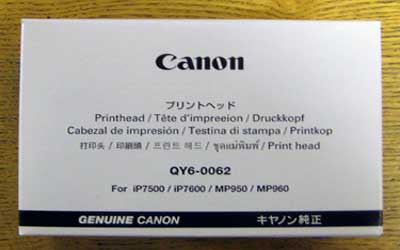 Canon
プリントヘッド
Printhead / Tête d'impreeion / Druckkopf
Cabezal de impresión / Testina di stampa / Printkop
打印头 / 印刷頭 / 프린트 헤드 / ชุดแม่พิมพ์ / Print head
QY6-0062
For iP7500 / iP7600 / MP950 / MP960
GENUINE CANON キヤノン純正